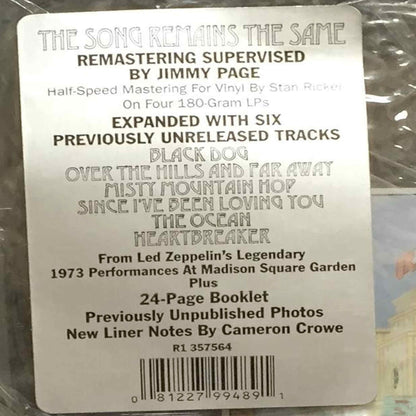 THE SONG REMAINS THE SAME
REMASTERING SUPERVISED
BY JIMMY PAGE
Half-Speed Mastering For Vinyl By Stan Ricker
On Four 180-Gram LPs
EXPANDED WITH SIX
PREVIOUSLY UNRELEASED TRACKS
BLACK DOG
OVER THE HILLS AND FAR AWAY
MISTY MOUNTAIN HOP
SINCE I'VE BEEN LOVING YOU
THE OCEAN
HEARTBREAKER
From Led Zeppelin's Legendary
1973 Performances At Madison Square Garden
Plus
24-Page Booklet
Previously Unpublished Photos
New Liner Notes By Cameron Crowe
R1 357564
0 81227 99489 1